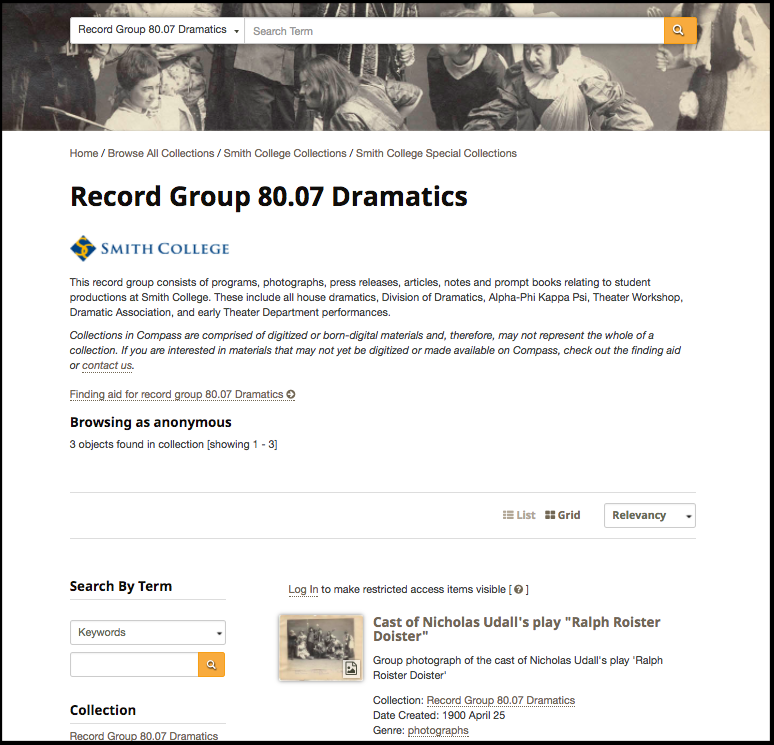 Record Group 80.07 Dramatics
Search Term
Home / Browse All Collections / Smith College Collections / Smith College Special Collections
Record Group 80.07 Dramatics
SMITH COLLEGE
This record group consists of programs, photographs, press releases, articles, notes and prompt books relating to student
productions at Smith College. These include all house dramatics, Division of Dramatics, Alpha-Phi Kappa Psi, Theater Workshop,
Dramatic Association, and early Theater Department performances.
Collections in Compass are comprised of digitized or born-digital materials and, therefore, may not represent the whole of a
collection. If you are interested in materials that may not yet be digitized or made available on Compass, check out the finding aid
or contact us.
Finding aid for record group 80.07 Dramatics
Browsing as anonymous
3 objects found in collection [showing 1 - 3]
List Grid Relevancy
Search By Term
Keywords
Collection
Record Group 80.07 Dramatics
Log In to make restricted access items visible [ ? ]
Cast of Nicholas Udall's play "Ralph Roister
Doister"
Group photograph of the cast of Nicholas Udall's play 'Ralph
Roister Doister'
Collection: Record Group 80.07 Dramatics
Date Created: 1900 April 25
Genre: photographs